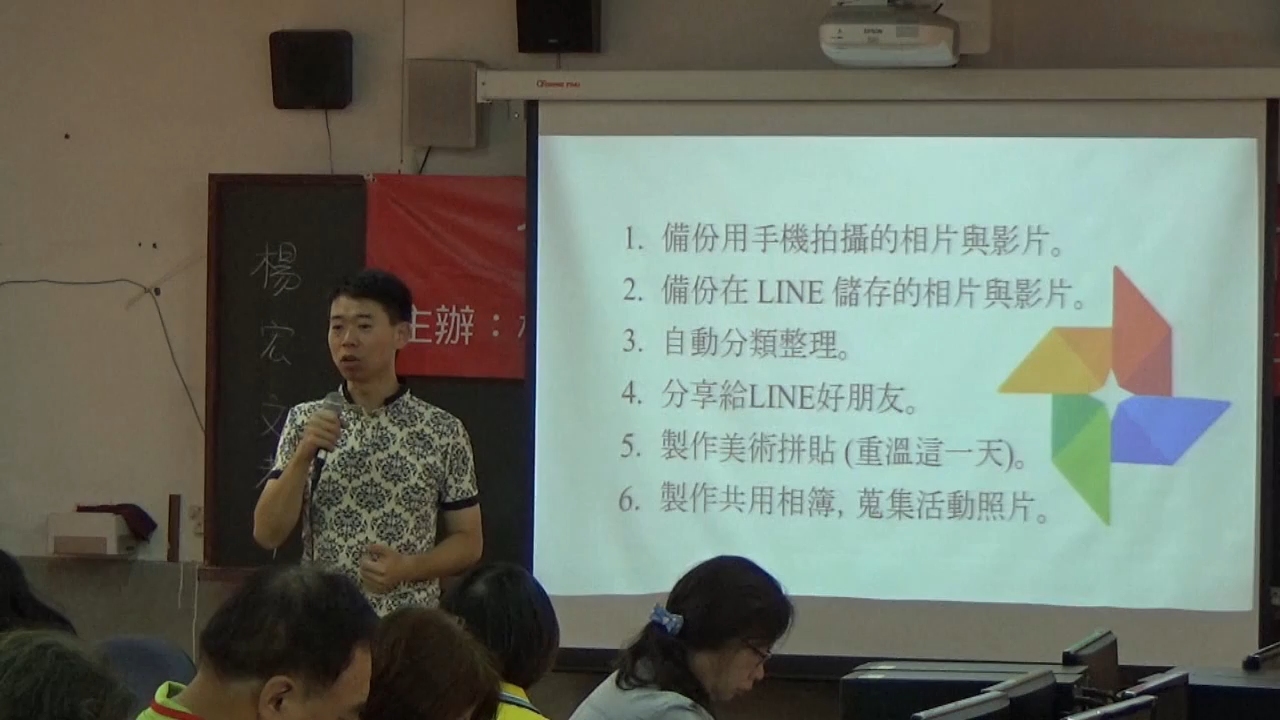 EPSON
楊宏文
主辦：
1. 備份用手機拍攝的相片與影片。
2. 備份在 LINE 儲存的相片與影片。
3. 自動分類整理。
4. 分享給LINE好朋友。
5. 製作美術拼貼 (重溫這一天)。
6. 製作共用相簿, 蒐集活動照片。